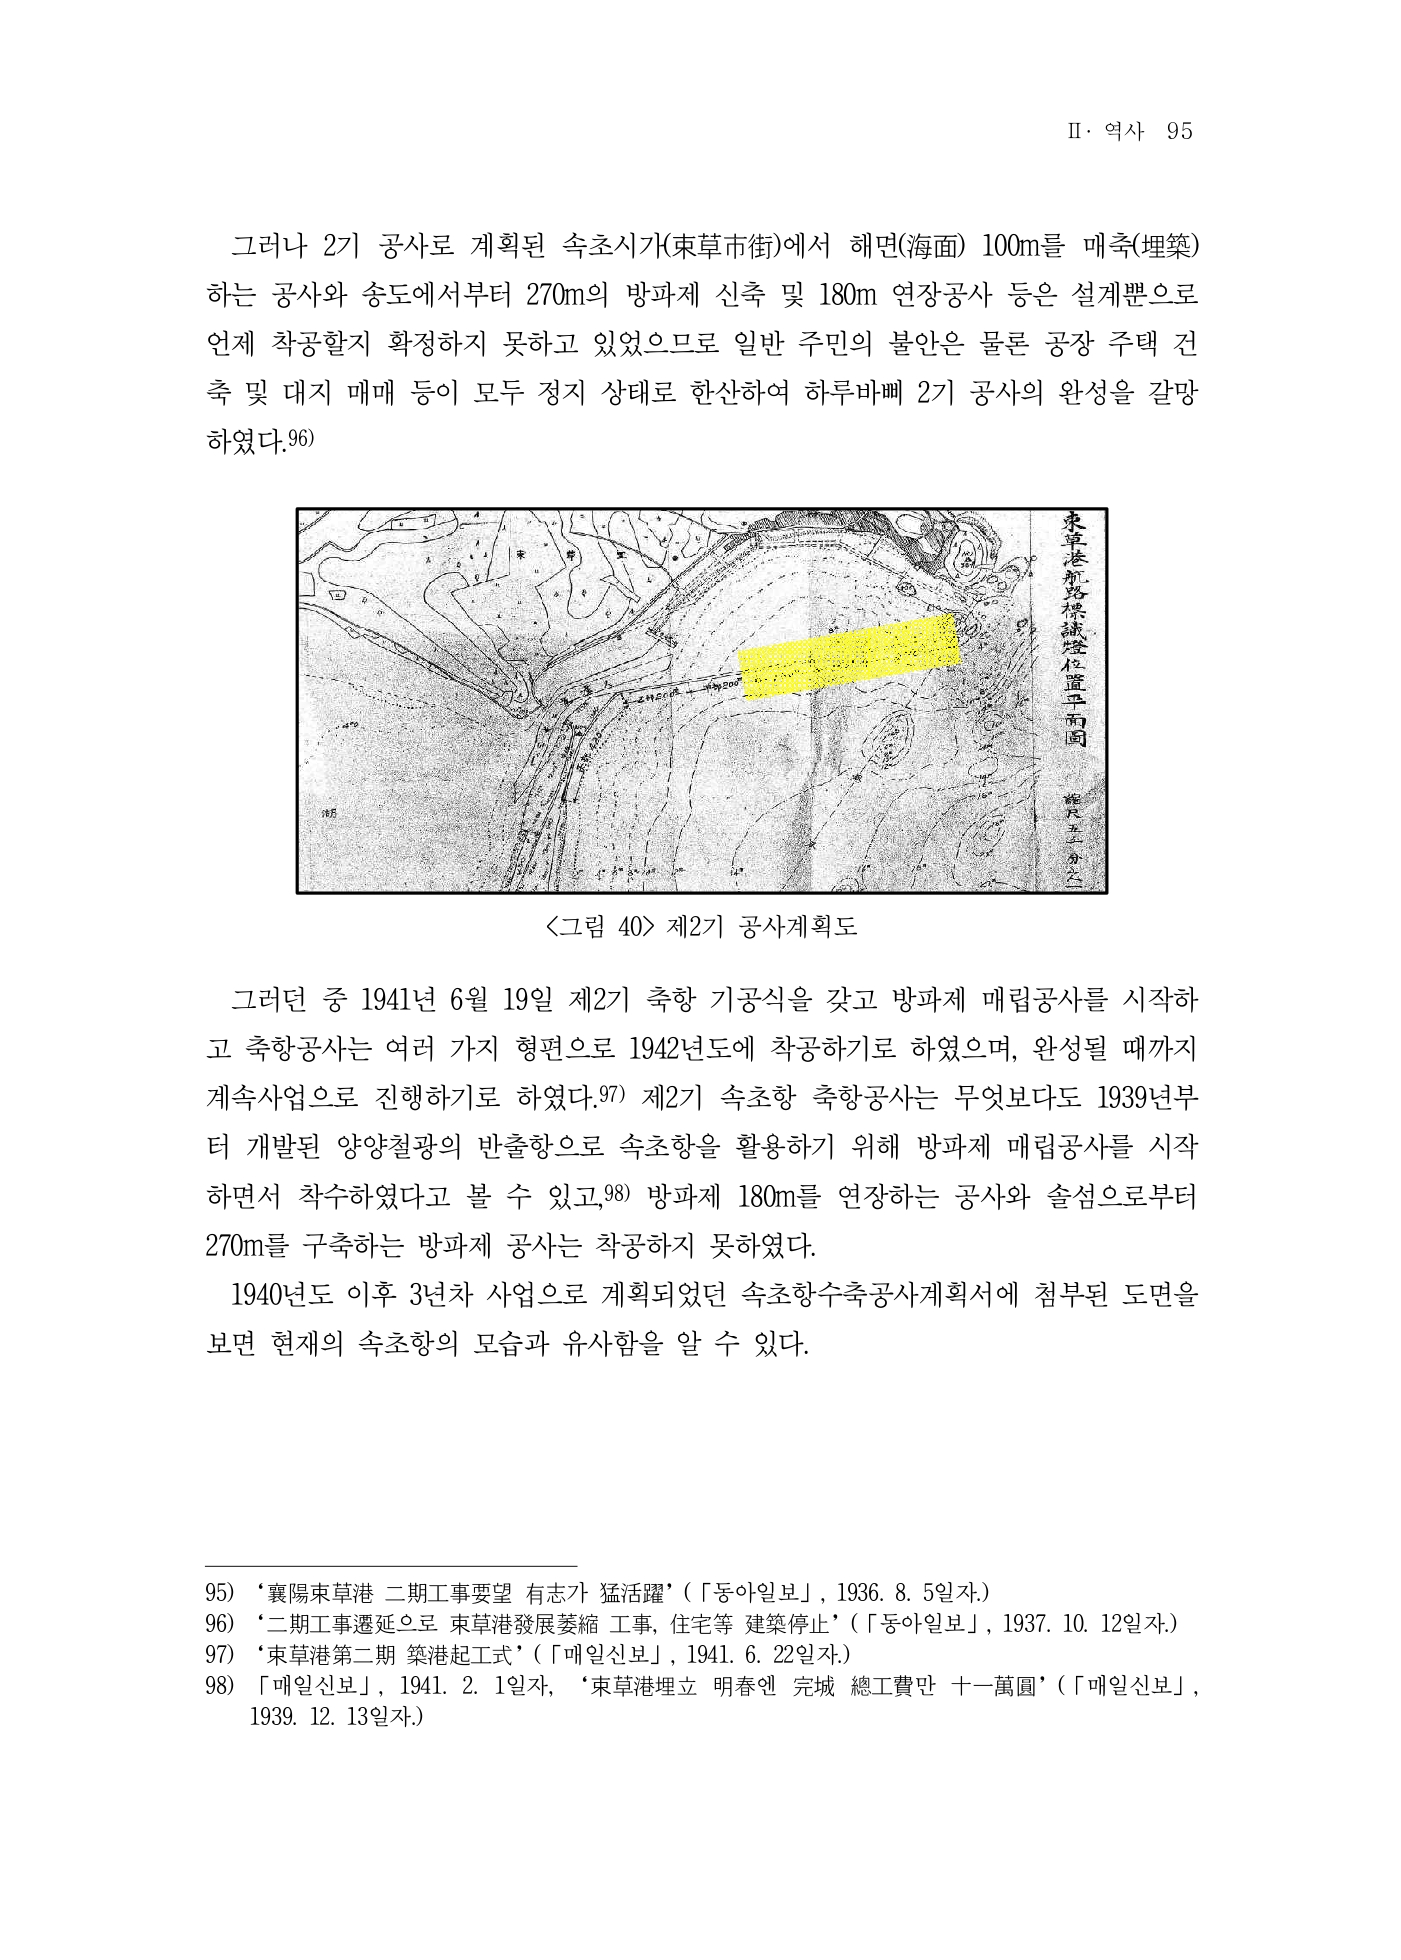 Ⅱ· 역사 95
그러나 2기 공사로 계획된 속초시가(束草市街)에서 해면(海面) 100m를 매축(埋築)
하는 공사와 송도에서부터 270m의 방파제 신축 및 180m 연장공사 등은 설계뿐으로
언제 착공할지 확정하지 못하고 있었으므로 일반 주민의 불안은 물론 공장 주택 건
축 및 대지 매매 등이 모두 정지 상태로 한산하여 하루바삐 2기 공사의 완성을 갈망
하였다.96)
束草港航路標識燈位置平面圖
<그림 40> 제2기 공사계획도
그러던 중 1941년 6월 19일 제2기 축항 기공식을 갖고 방파제 매립공사를 시작하
고 축항공사는 여러 가지 형편으로 1942년도에 착공하기로 하였으며, 완성될 때까지
계속사업으로 진행하기로 하였다.97) 제2기 속초항 축항공사는 무엇보다도 1939년부
터 개발된 양양철광의 반출항으로 속초항을 활용하기 위해 방파제 매립공사를 시작
하면서 착수하였다고 볼 수 있고,98) 방파제 180m를 연장하는 공사와 솔섬으로부터
270m를 구축하는 방파제 공사는 착공하지 못하였다.
1940년도 이후 3년차 사업으로 계획되었던 속초항수축공사계획서에 첨부된 도면을
보면 현재의 속초항의 모습과 유사함을 알 수 있다.
95) ‘襄陽束草港 二期工事要望 有志가 猛活躍’(「동아일보」, 1936. 8. 5일자.)
96) ‘二期工事遷延으로 束草港發展萎縮 工事, 住宅等 建築停止’(「동아일보」, 1937. 10. 12일자.)
97) ‘束草港第二期 築港起工式’(「매일신보」, 1941. 6. 22일자.)
98) 「매일신보」, 1941. 2. 1일자, ‘束草港埋立 明春엔 完城 總工費만 十一萬圓’(「매일신보」,
1939. 12. 13일자.)